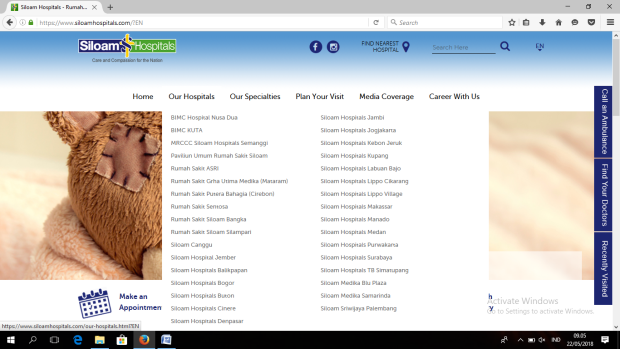 Siloam Hospitals - Rumah...
https://www.siloamhospitals.com/?EN
Search
Siloam Hospitals
Care and Compassion for the Nation
FIND NEAREST
HOSPITAL
Search Here
EN
Home Our Hospitals Our Specialties Plan Your Visit Media Coverage Career With Us
BIMC Hospital Nusa Dua
BIMC KUTA
MRCCC Siloam Hospitals Semanggi
Paviliun Umum Rumah Sakit Siloam
Rumah Sakit ASRI
Rumah Sakit Grha Utima Medika (Mataram)
Rumah Sakit Putera Bahagia (Cirebon)
Rumah Sakit Sentosa
Rumah Sakit Siloam Bangka
Rumah Sakit Siloam Silampari
Siloam Canggu
Siloam Hospital Jember
Siloam Hospitals Balikpapan
Siloam Hospitals Bogor
Siloam Hospitals Buton
Siloam Hospitals Cinere
Siloam Hospitals Denpasar
Siloam Hospitals Jambi
Siloam Hospitals Jogjakarta
Siloam Hospitals Kebon Jeruk
Siloam Hospitals Kupang
Siloam Hospitals Labuan Bajo
Siloam Hospitals Lippo Cikarang
Siloam Hospitals Lippo Village
Siloam Hospitals Makassar
Siloam Hospitals Manado
Siloam Hospitals Medan
Siloam Hospitals Purwakarta
Siloam Hospitals Surabaya
Siloam Hospitals TB Simatupang
Siloam Medika Blu Plaza
Siloam Medika Samarinda
Siloam Sriwijaya Palembang
Call an Ambulance
Find Your Doctors
Recently Visited
Make an
Appointmen
h
y
Activate Windows
Go to Settings to activate Windows.
https://www.siloamhospitals.com/our-hospitals.html?EN
IND
09.05
22/05/2018